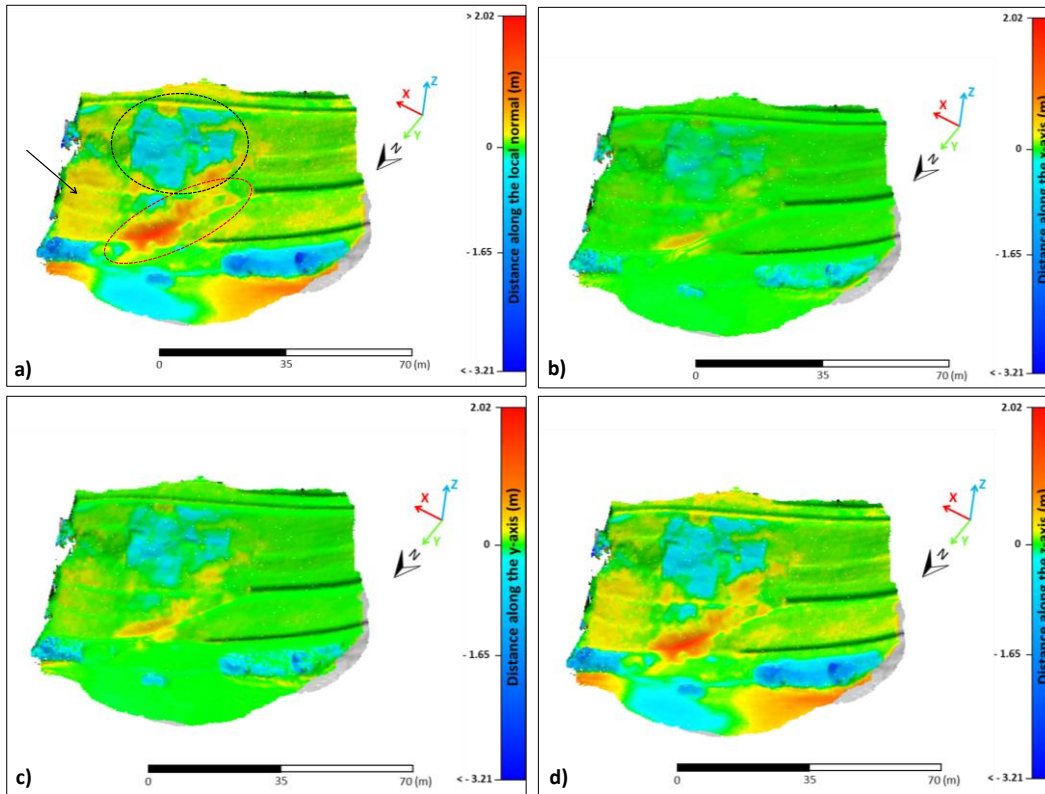 > 2.02
0
- 1.65
< - 3.21
Distance along the local normal (m)
X
Z
Y
N
0
35
70 (m)
a)
2.02
0
- 1.65
< - 3.21
Distance along the x-axis (m)
X
Z
Y
N
0
35
70 (m)
b)
2.02
0
- 1.65
< - 3.21
Distance along the y-axis (m)
X
Z
Y
N
0
35
70 (m)
c)
2.02
0
- 1.65
< - 3.21
Distance along the z-axis (m)
X
Z
Y
N
0
35
70 (m)
d)